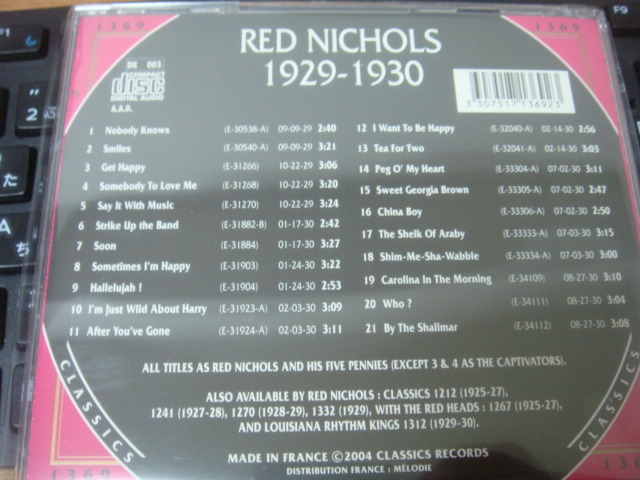 1369
1369
RED NICHOLS
1929-1930
DK 003
COMPACT
disc
DIGITAL AUDIO
A.A.D.
3 307517 136923
1 Nobody Knows (E-30538-A) 09-09-29 2:40
2 Smiles (E-30540-A) 09-09-29 3:21
3 Get Happy (E-31266) 10-22-29 3:06
4 Somebody To Love Me (E-31268) 10-22-29 3:20
5 Say It With Music (E-31270) 10-22-29 3:24
6 Strike Up the Band (E-31882-B) 01-17-30 2:42
7 Soon (E-31884) 01-17-30 3:27
8 Sometimes I'm Happy (E-31903) 01-24-30 3:22
9 Hallelujah ! (E-31904) 01-24-30 2:53
10 I'm Just Wild About Harry (E-31923-A) 02-03-30 3:09
11 After You've Gone (E-31924-A) 02-03-30 3:11
12 I Want To Be Happy (E-32040-A) 02-14-30 2:56
13 Tea For Two (E-32041-A) 02-14-30 3:03
14 Peg O' My Heart (E-33304-A) 07-02-30 3:11
15 Sweet Georgia Brown (E-33305-A) 07-02-30 2:47
16 China Boy (E-33306-A) 07-02-30 2:50
17 The Sheik Of Araby (E-33333-A) 07-03-30 3:15
18 Shim-Me-Sha-Wabble (E-33334-A) 07-03-30 3:00
19 Carolina In The Morning (E-34109) 08-27-30 3:10
20 Who ? (E-34111) 08-27-30 3:04
21 By The Shalimar (E-34112) 08-27-30 3:08
ALL TITLES AS RED NICHOLS AND HIS FIVE PENNIES (EXCEPT 3 & 4 AS THE CAPTIVATORS).
ALSO AVAILABLE BY RED NICHOLS : CLASSICS 1212 (1925-27),
1241 (1927-28), 1270 (1928-29), 1332 (1929), WITH THE RED HEADS : 1267 (1925-27),
AND LOUISIANA RHYTHM KINGS 1312 (1929-30).
MADE IN FRANCE ©2004 CLASSICS RECORDS
DISTRIBUTION FRANCE : MÉLODIE
CLASSICS
CLASSICS
1369
1369
F1
2
た
ち